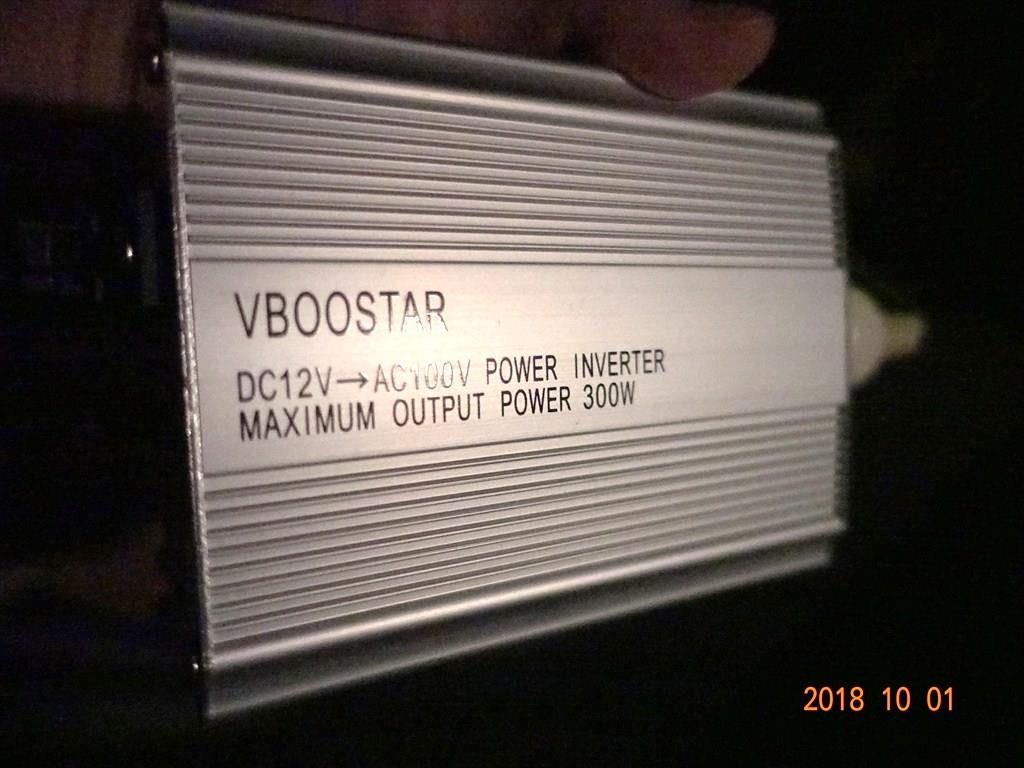 VBOOSTAR
DC12V→AC100V POWER INVERTER
MAXIMUM OUTPUT POWER 300W
2018 10 01